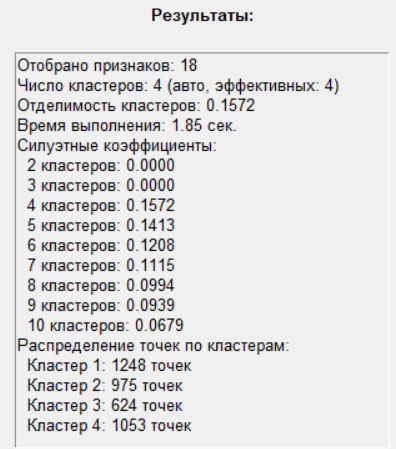 Результаты:
Отобрано признаков: 18
Число кластеров: 4 (авто, эффективных: 4)
Отделимость кластеров: 0.1572
Время выполнения: 1.85 сек.
Силуэтные коэффициенты:
2 кластеров: 0.0000
3 кластеров: 0.0000
4 кластеров: 0.1572
5 кластеров: 0.1413
6 кластеров: 0.1208
7 кластеров: 0.1115
8 кластеров: 0.0994
9 кластеров: 0.0939
10 кластеров: 0.0679
Распределение точек по кластерам:
Кластер 1: 1248 точек
Кластер 2: 975 точек
Кластер 3: 624 точек
Кластер 4: 1053 точек